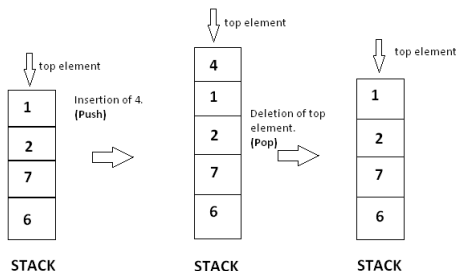 top element
1
2
7
6
STACK
Insertion of 4.
(Push)
top element
4
1
2
7
6
STACK
Deletion of top
element.
(Pop)
top element
1
2
7
6
STACK